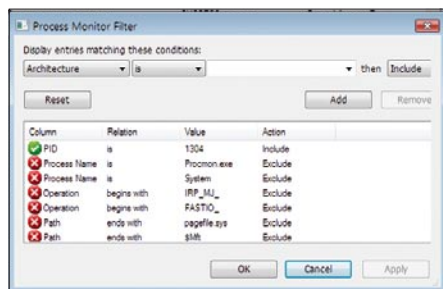 Process Monitor Filter
Display entries matching these conditions:
Architecture is then Include
Reset Add Remove
Column Relation Value Action
PID is 1304 Include
Process Name is Procmon.exe Exclude
Process Name is System Exclude
Operation begins with IRP_MJ_ Exclude
Operation begins with FASTIO_ Exclude
Path ends with pagefile.sys Exclude
Path ends with $Mft Exclude
OK Cancel Apply